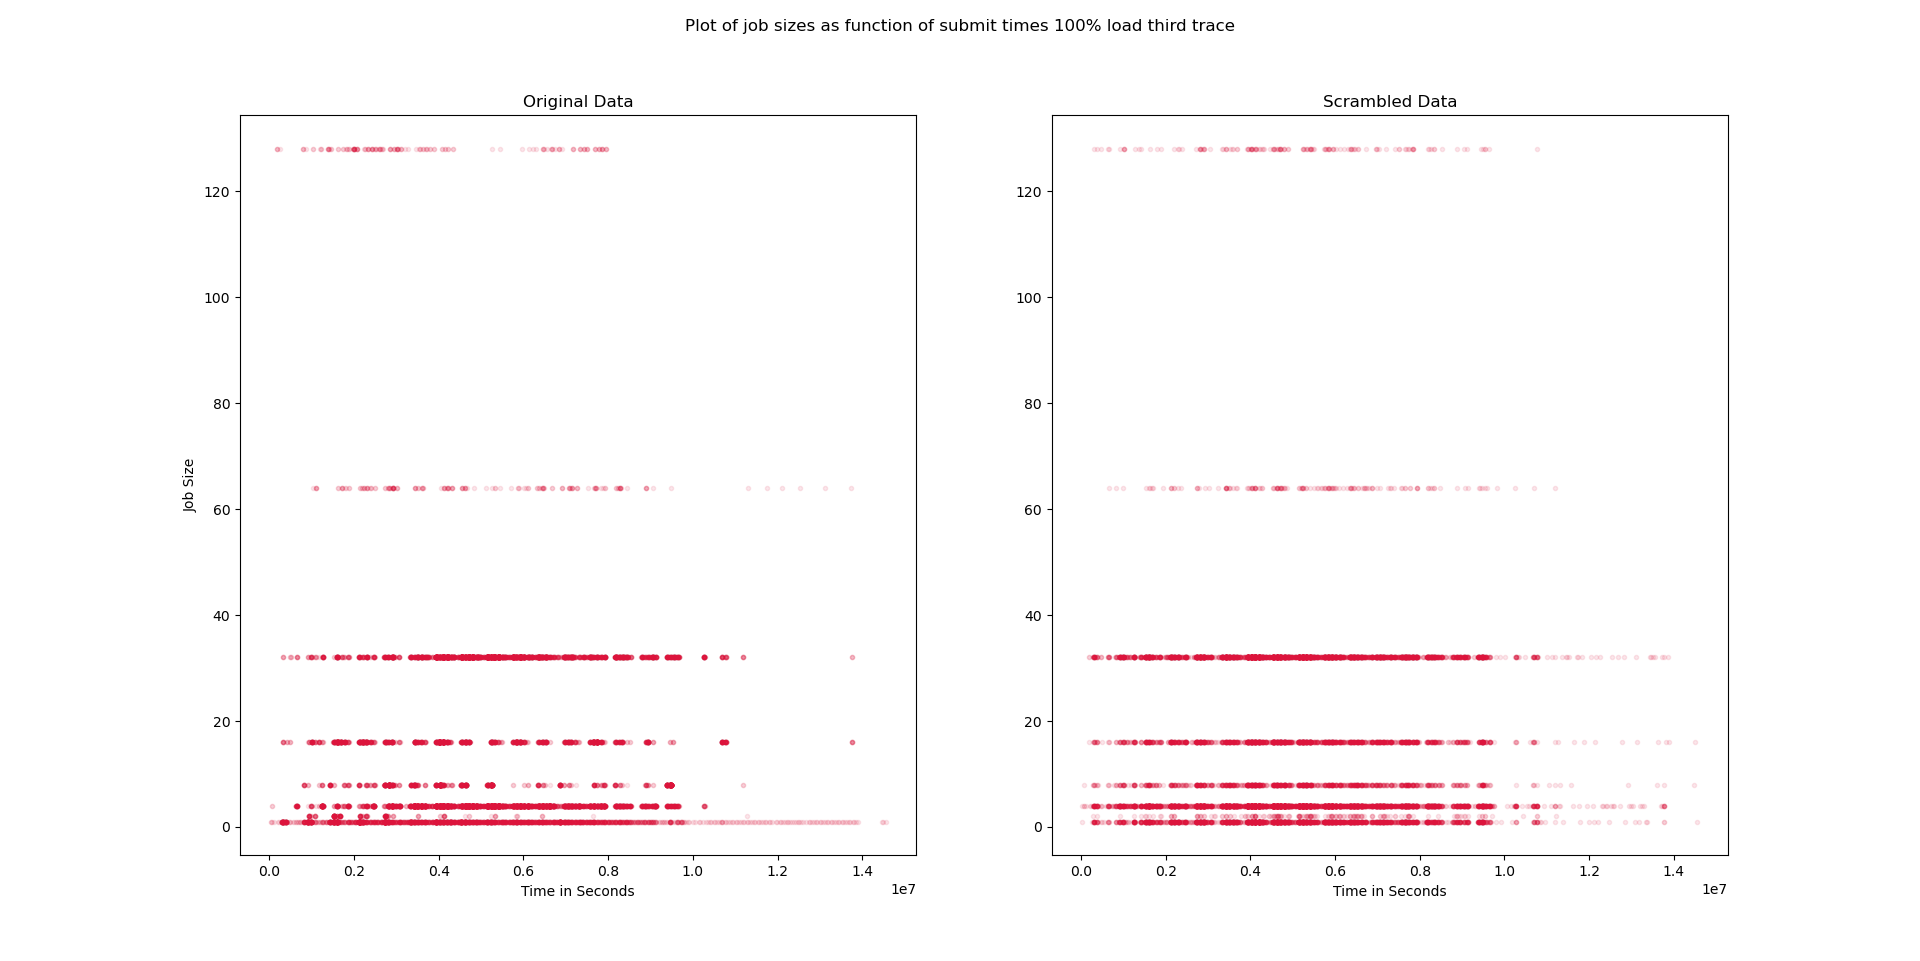 Plot of job sizes as function of submit times 100% load third trace
Original Data
Job Size
120
100
80
60
40
20
0
0.0 0.2 0.4 0.6 0.8 1.0 1.2 1.4
1e7
Time in Seconds
Scrambled Data
120
100
80
60
40
20
0
0.0 0.2 0.4 0.6 0.8 1.0 1.2 1.4
1e7
Time in Seconds